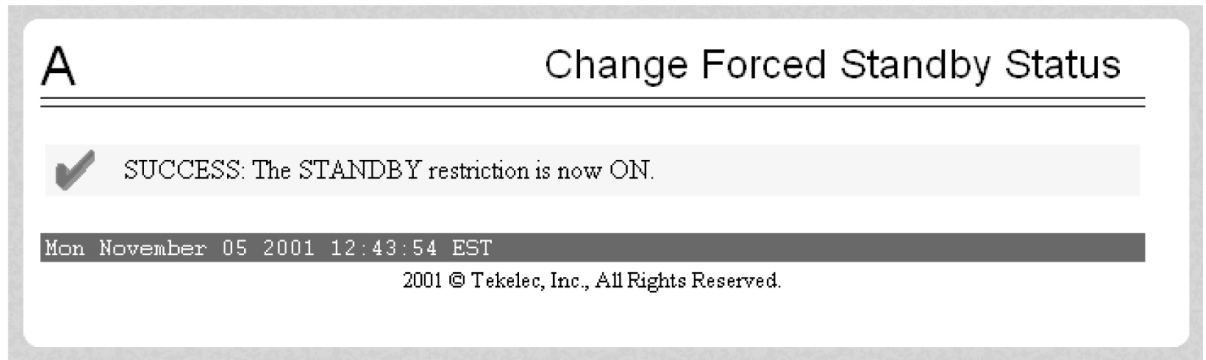 A
Change Forced Standby Status
SUCCESS: The STANDBY restriction is now ON.
Mon November 05 2001 12:43:54 EST
2001 © Tekelec, Inc., All Rights Reserved.